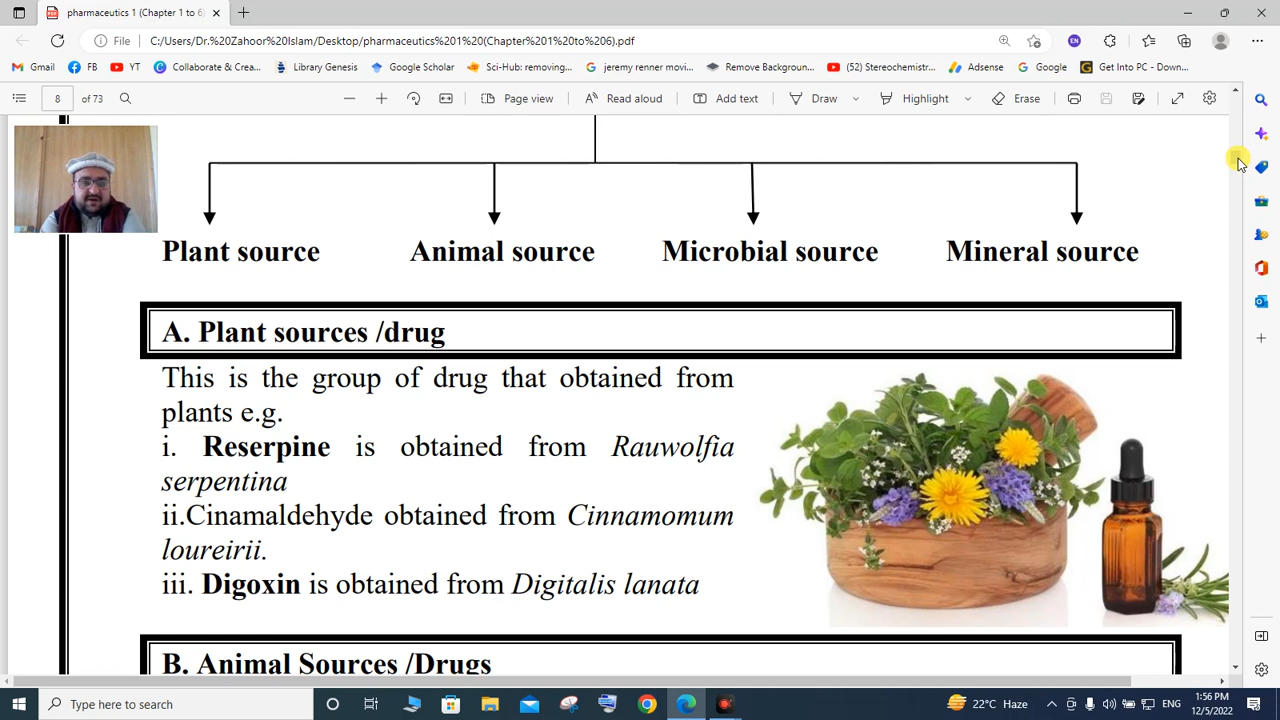 pharmaceutics 1 (Chapter 1 to 6)
File C:/Users/Dr.%20Zahoor%20Islam/Desktop/pharmaceutics%201%20(Chapter%201%20to%206).pdf
EN
Gmail FB YT Collaborate & Crea... Library Genesis Google Scholar Sci-Hub: removing... jeremy renner movi... Remove Background... (52) Stereochemistr... Adsense Google Get Into PC - Down...
8 of 73 Page view Read aloud Add text Draw Highlight Erase
Plant source Animal source Microbial source Mineral source
A. Plant sources /drug
This is the group of drug that obtained from
plants e.g.
i. Reserpine is obtained from Rauwolfia
serpentina
ii.Cinamaldehyde obtained from Cinnamomum
loureirii.
iii. Digoxin is obtained from Digitalis lanata
B. Animal Sources /Drugs
Type here to search
22°C Haze
ENG
1:56 PM
12/5/2022